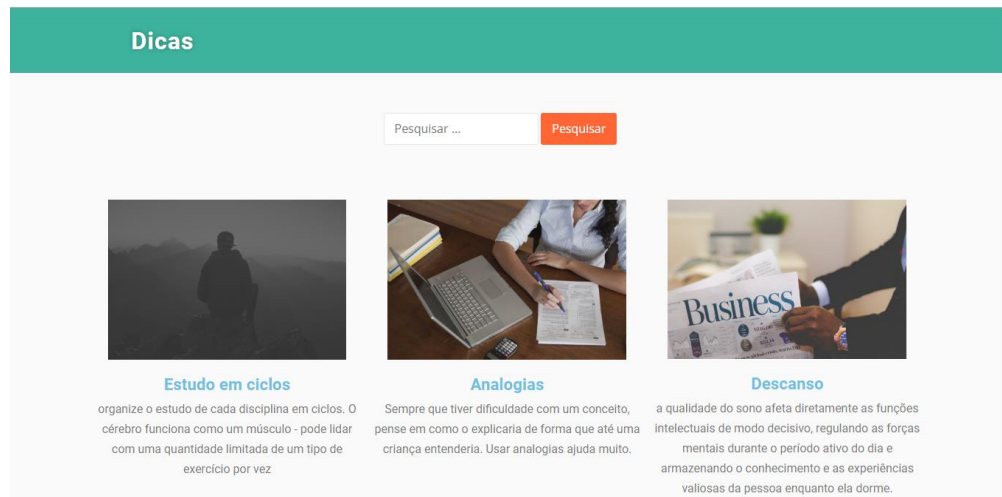 Dicas
Pesquisar ...
Pesquisar
Business
Estudo em ciclos
organize o estudo de cada disciplina em ciclos. O
cérebro funciona como um músculo - pode lidar
com uma quantidade limitada de um tipo de
exercício por vez
Analogias
Sempre que tiver dificuldade com um conceito,
pense em como o explicaria de forma que até uma
criança entenderia. Usar analogias ajuda muito.
Descanso
a qualidade do sono afeta diretamente as funções
intelectuais de modo decisivo, regulando as forças
mentais durante o período ativo do dia e
armazenando o conhecimento e as experiências
valiosas da pessoa enquanto ela dorme.